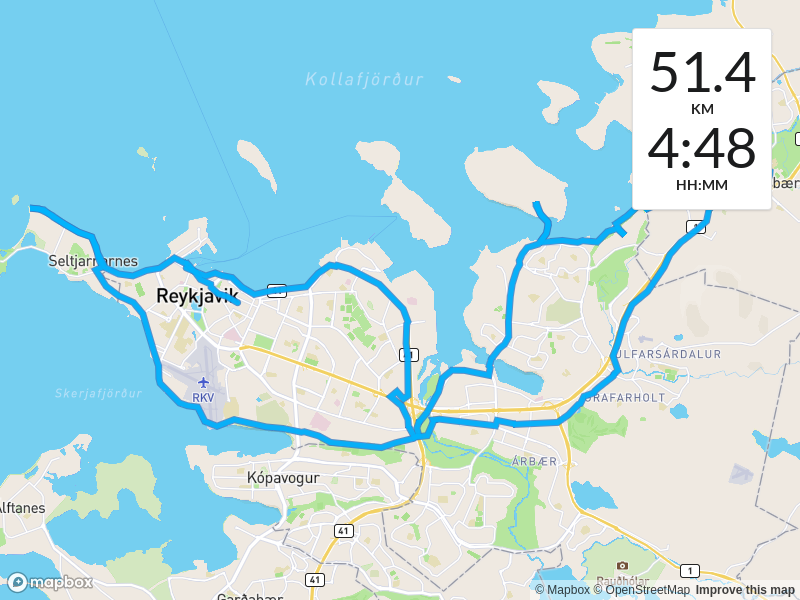 51.4
KM
4:48
HH:MM
Kollafjörður
bær
1
Seltjarnarnes
Reykjavík
41
49
ÚLFARSÁRDALUR
GRAFARHOLT
RKV
Skerjafjörður
ÁRBÆR
Kópavogur
Álftanes
41
41
1
Rauðhólar
Garðabær
mapbox
© Mapbox © OpenStreetMap Improve this map